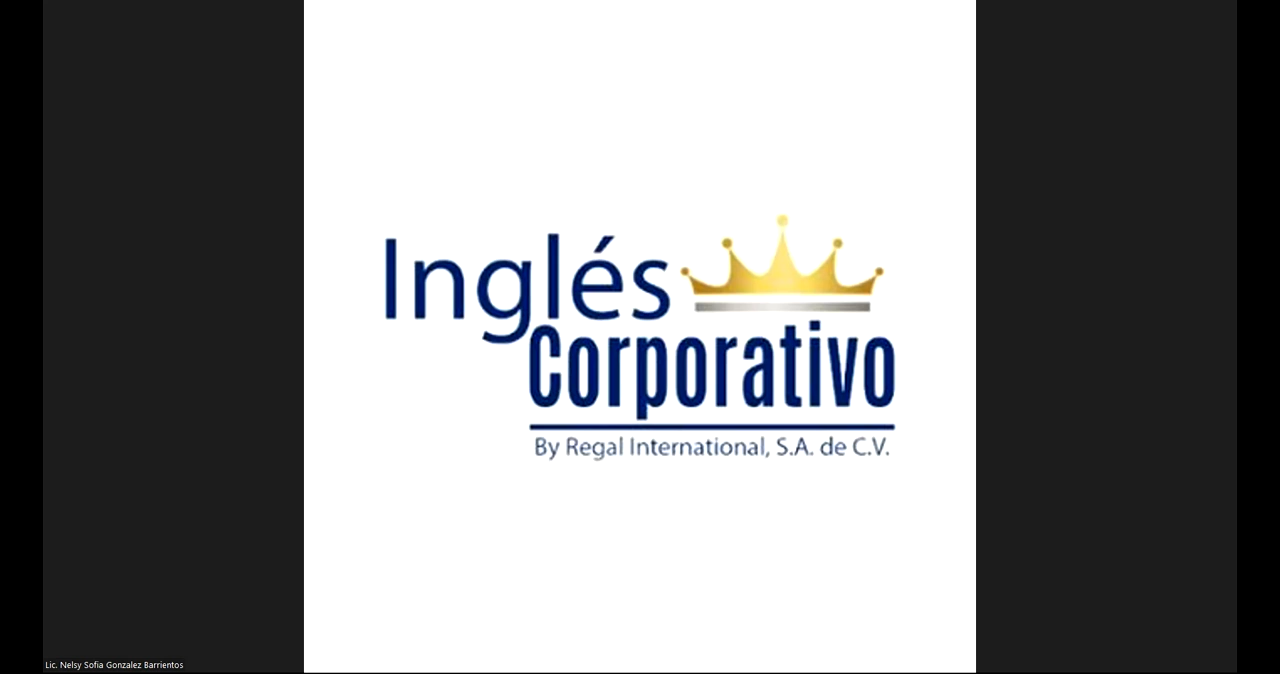 Inglés
Corporativo
By Regal International, S.A. de C.V.
Lic. Nelsy Sofia Gonzalez Barrientos